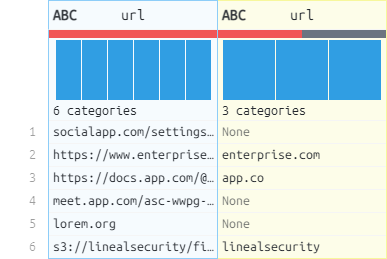 ABC url ABC url
6 categories 3 categories
1 socialapp.com/settings… None
2 https://www.enterprise… enterprise.com
3 https://docs.app.com/@… app.co
4 meet.app.com/asc-wwpg-… None
5 lorem.org None
6 s3://linealsecurity/fi… linealsecurity